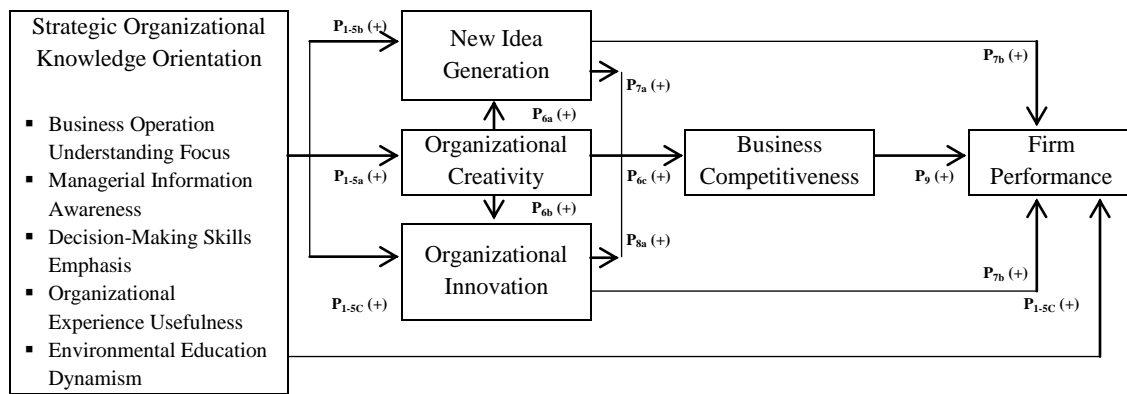 Strategic Organizational
Knowledge Orientation
▪ Business Operation
Understanding Focus
▪ Managerial Information
Awareness
▪ Decision-Making Skills
Emphasis
▪ Organizational
Experience Usefulness
▪ Environmental Education
Dynamism
P1-5b (+)
P1-5a (+)
P1-5C (+)
New Idea
Generation
P6a (+)
Organizational
Creativity
P6b (+)
Organizational
Innovation
P7a (+)
P6c (+)
P8a (+)
Business
Competitiveness
P7b (+)
P9 (+)
P7b (+)
Firm
Performance
P1-5C (+)